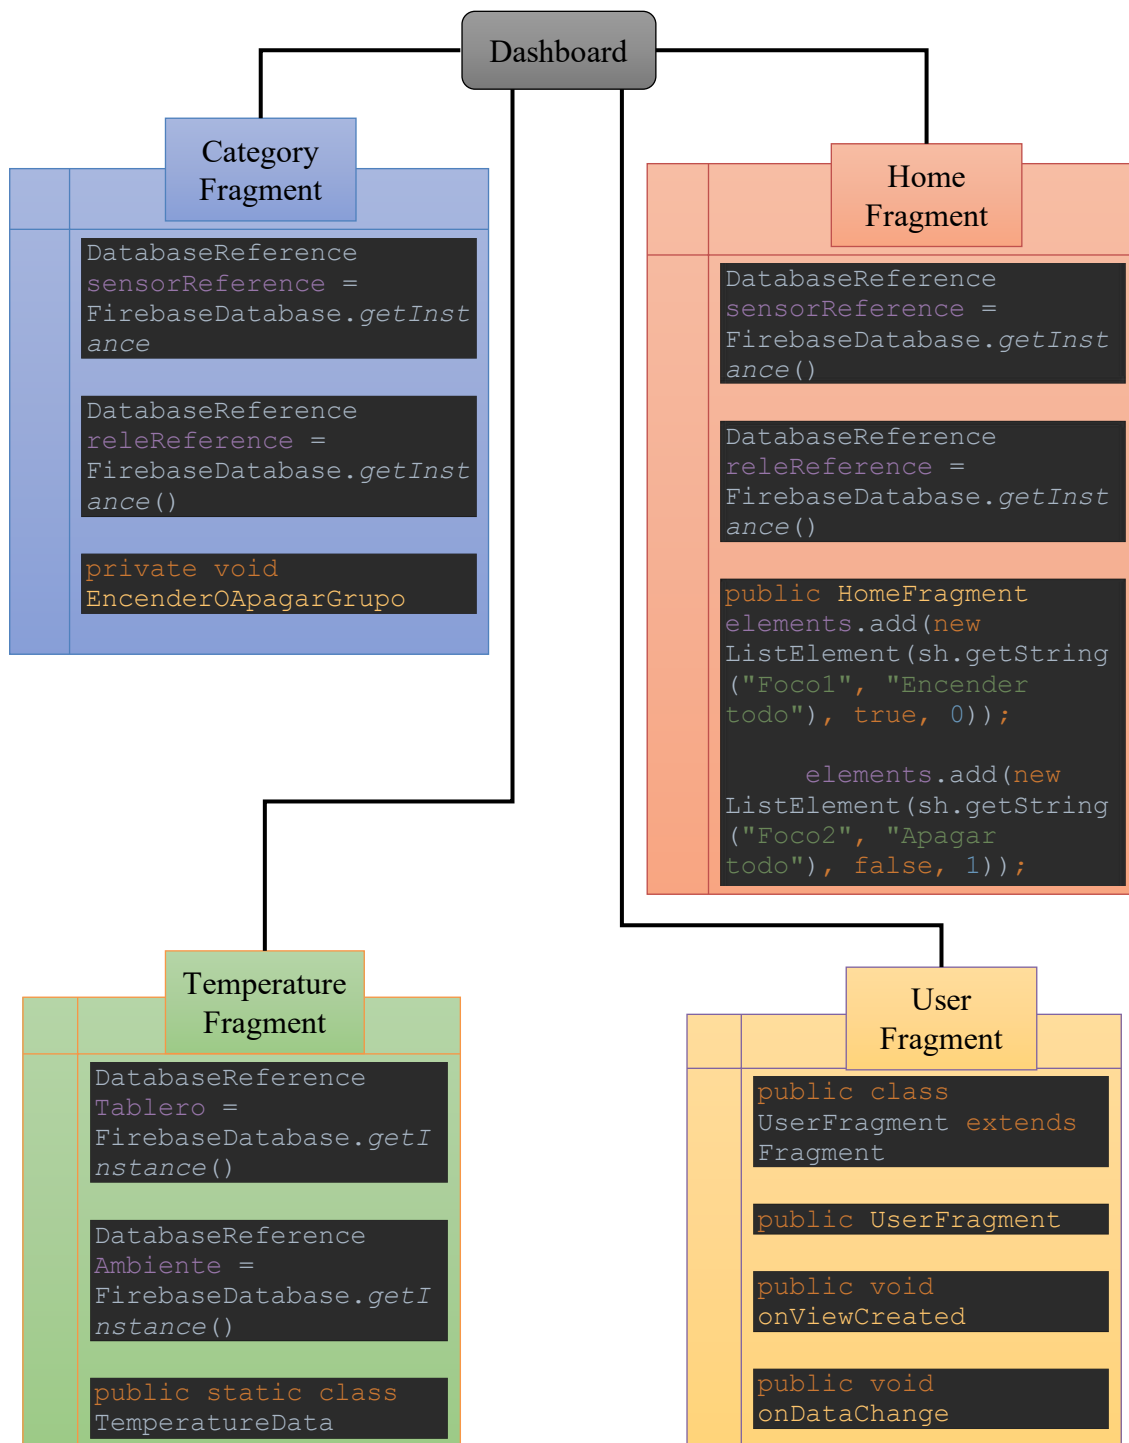 Dashboard
Category
Fragment
DatabaseReference
sensorReference =
FirebaseDatabase.getInst
ance
DatabaseReference
releReference =
FirebaseDatabase.getInst
ance()
private void
EncenderOApagarGrupo
Home
Fragment
DatabaseReference
sensorReference =
FirebaseDatabase.getInst
ance()
DatabaseReference
releReference =
FirebaseDatabase.getInst
ance()
public HomeFragment
elements.add(new
ListElement(sh.getString
("Foco1", "Encender
todo"), true, 0));
elements.add(new
ListElement(sh.getString
("Foco2", "Apagar
todo"), false, 1));
Temperature
Fragment
DatabaseReference
Tablero =
FirebaseDatabase.getI
nstance()
DatabaseReference
Ambiente =
FirebaseDatabase.getI
nstance()
public static class
TemperatureData
User
Fragment
public class
UserFragment extends
Fragment
public UserFragment
public void
onViewCreated
public void
onDataChange